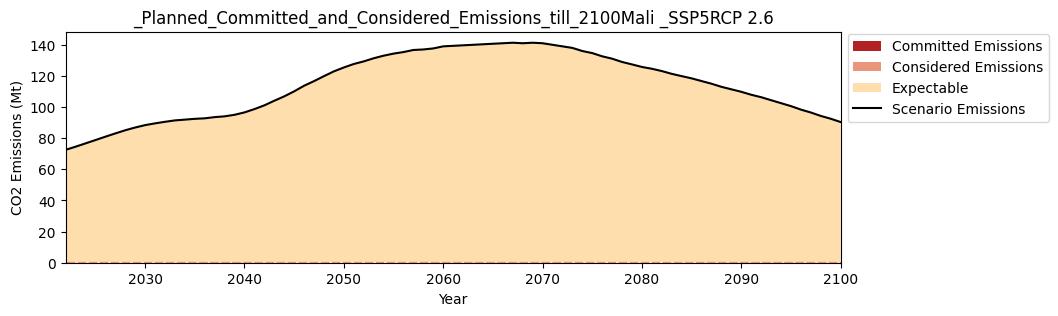 _Planned_Committed_and_Considered_Emissions_till_2100Mali _SSP5RCP 2.6
CO2 Emissions (Mt)
140
120
100
80
60
40
20
0
2030 2040 2050 2060 2070 2080 2090 2100
Year
Committed Emissions
Considered Emissions
Expectable
Scenario Emissions